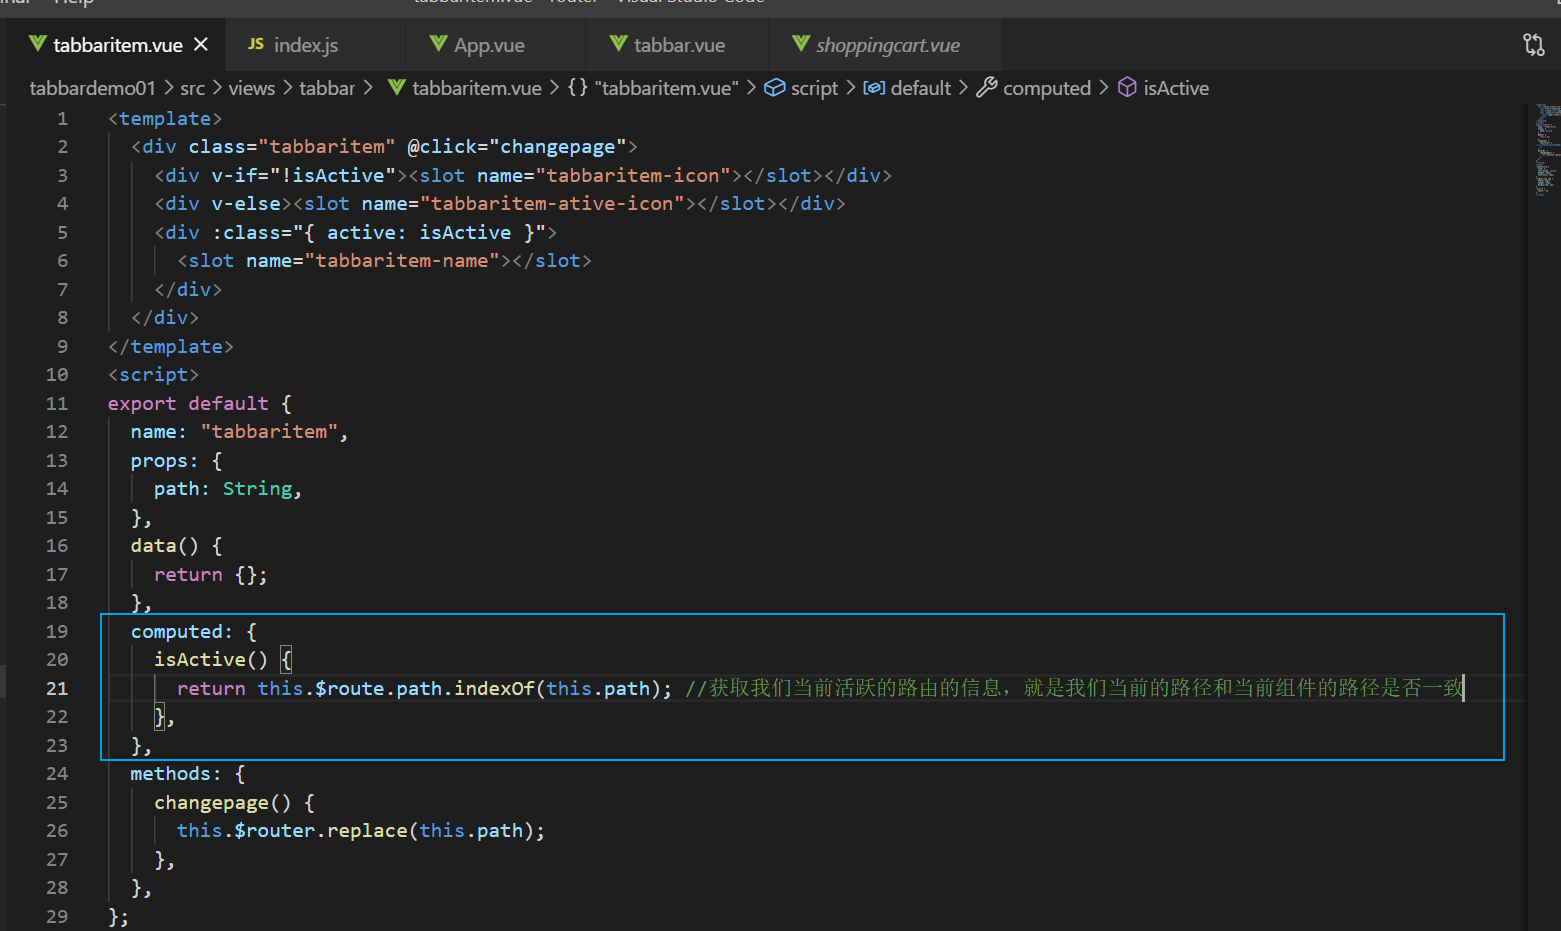 Help tabbaritem.vue - router - Visual Studio Code
tabbaritem.vue JS index.js App.vue tabbar.vue shoppingcart.vue
tabbardemo01 > src > views > tabbar > tabbaritem.vue > {} "tabbaritem.vue" > script > default > computed > isActive
1 <template>
2 <div class="tabbaritem" @click="changepage">
3 <div v-if="!isActive"><slot name="tabbaritem-icon"></slot></div>
4 <div v-else><slot name="tabbaritem-ative-icon"></slot></div>
5 <div :class="{ active: isActive }">
6 <slot name="tabbaritem-name"></slot>
7 </div>
8 </div>
9 </template>
10 <script>
11 export default {
12 name: "tabbaritem",
13 props: {
14 path: String,
15 },
16 data() {
17 return {};
18 },
19 computed: {
20 isActive() {
21 return this.$route.path.indexOf(this.path); //获取我们当前活跃的路由的信息，就是我们当前的路径和当前组件的路径是否一致
22 },
23 },
24 methods: {
25 changepage() {
26 this.$router.replace(this.path);
27 },
28 },
29 };